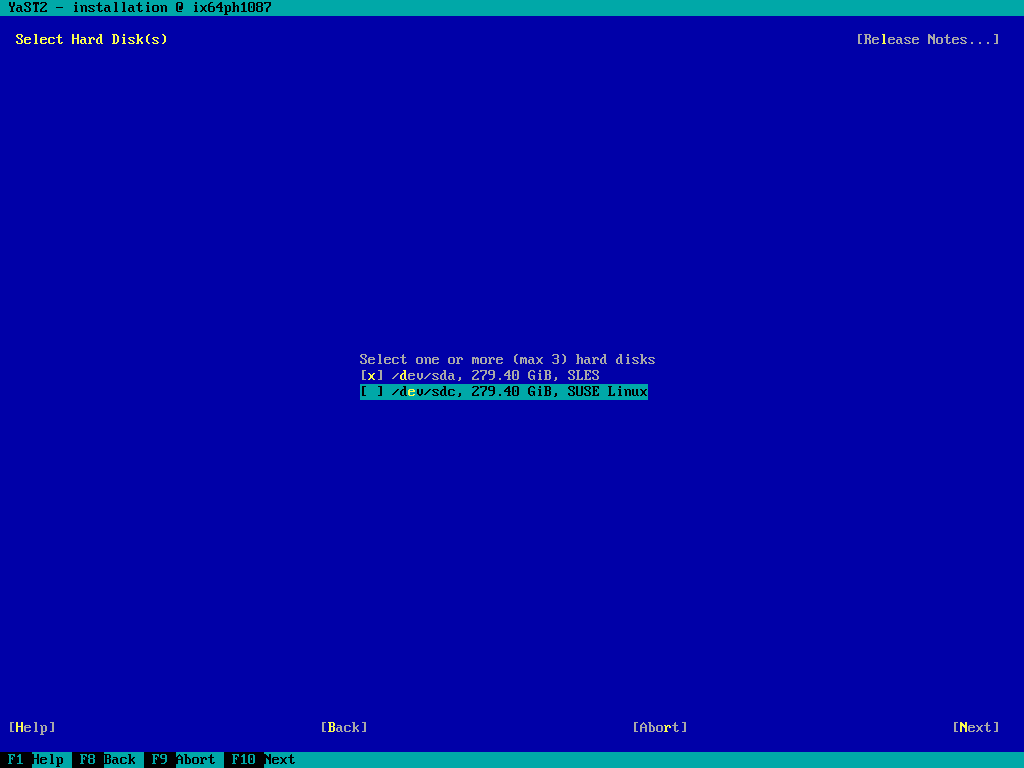 YaST2 - installation @ ix64ph1087
Select Hard Disk(s) [Release Notes...]
Select one or more (max 3) hard disks
[x] /dev/sda, 279.40 GiB, SLES
[ ] /dev/sdc, 279.40 GiB, SUSE Linux
[Help] [Back] [Abort] [Next]
F1 Help F8 Back F9 Abort F10 Next